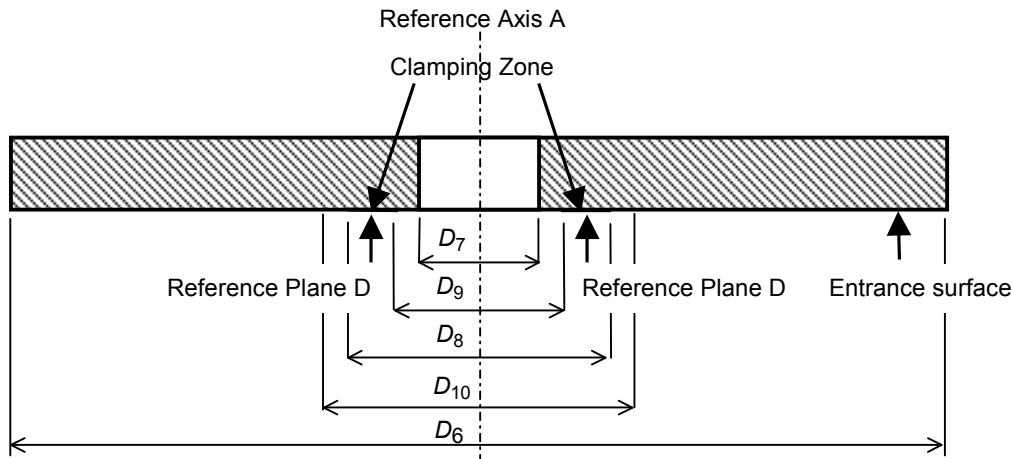 Reference Axis A
Clamping Zone
D7
Reference Plane D
D9
Reference Plane D
Entrance surface
D8
D10
D6